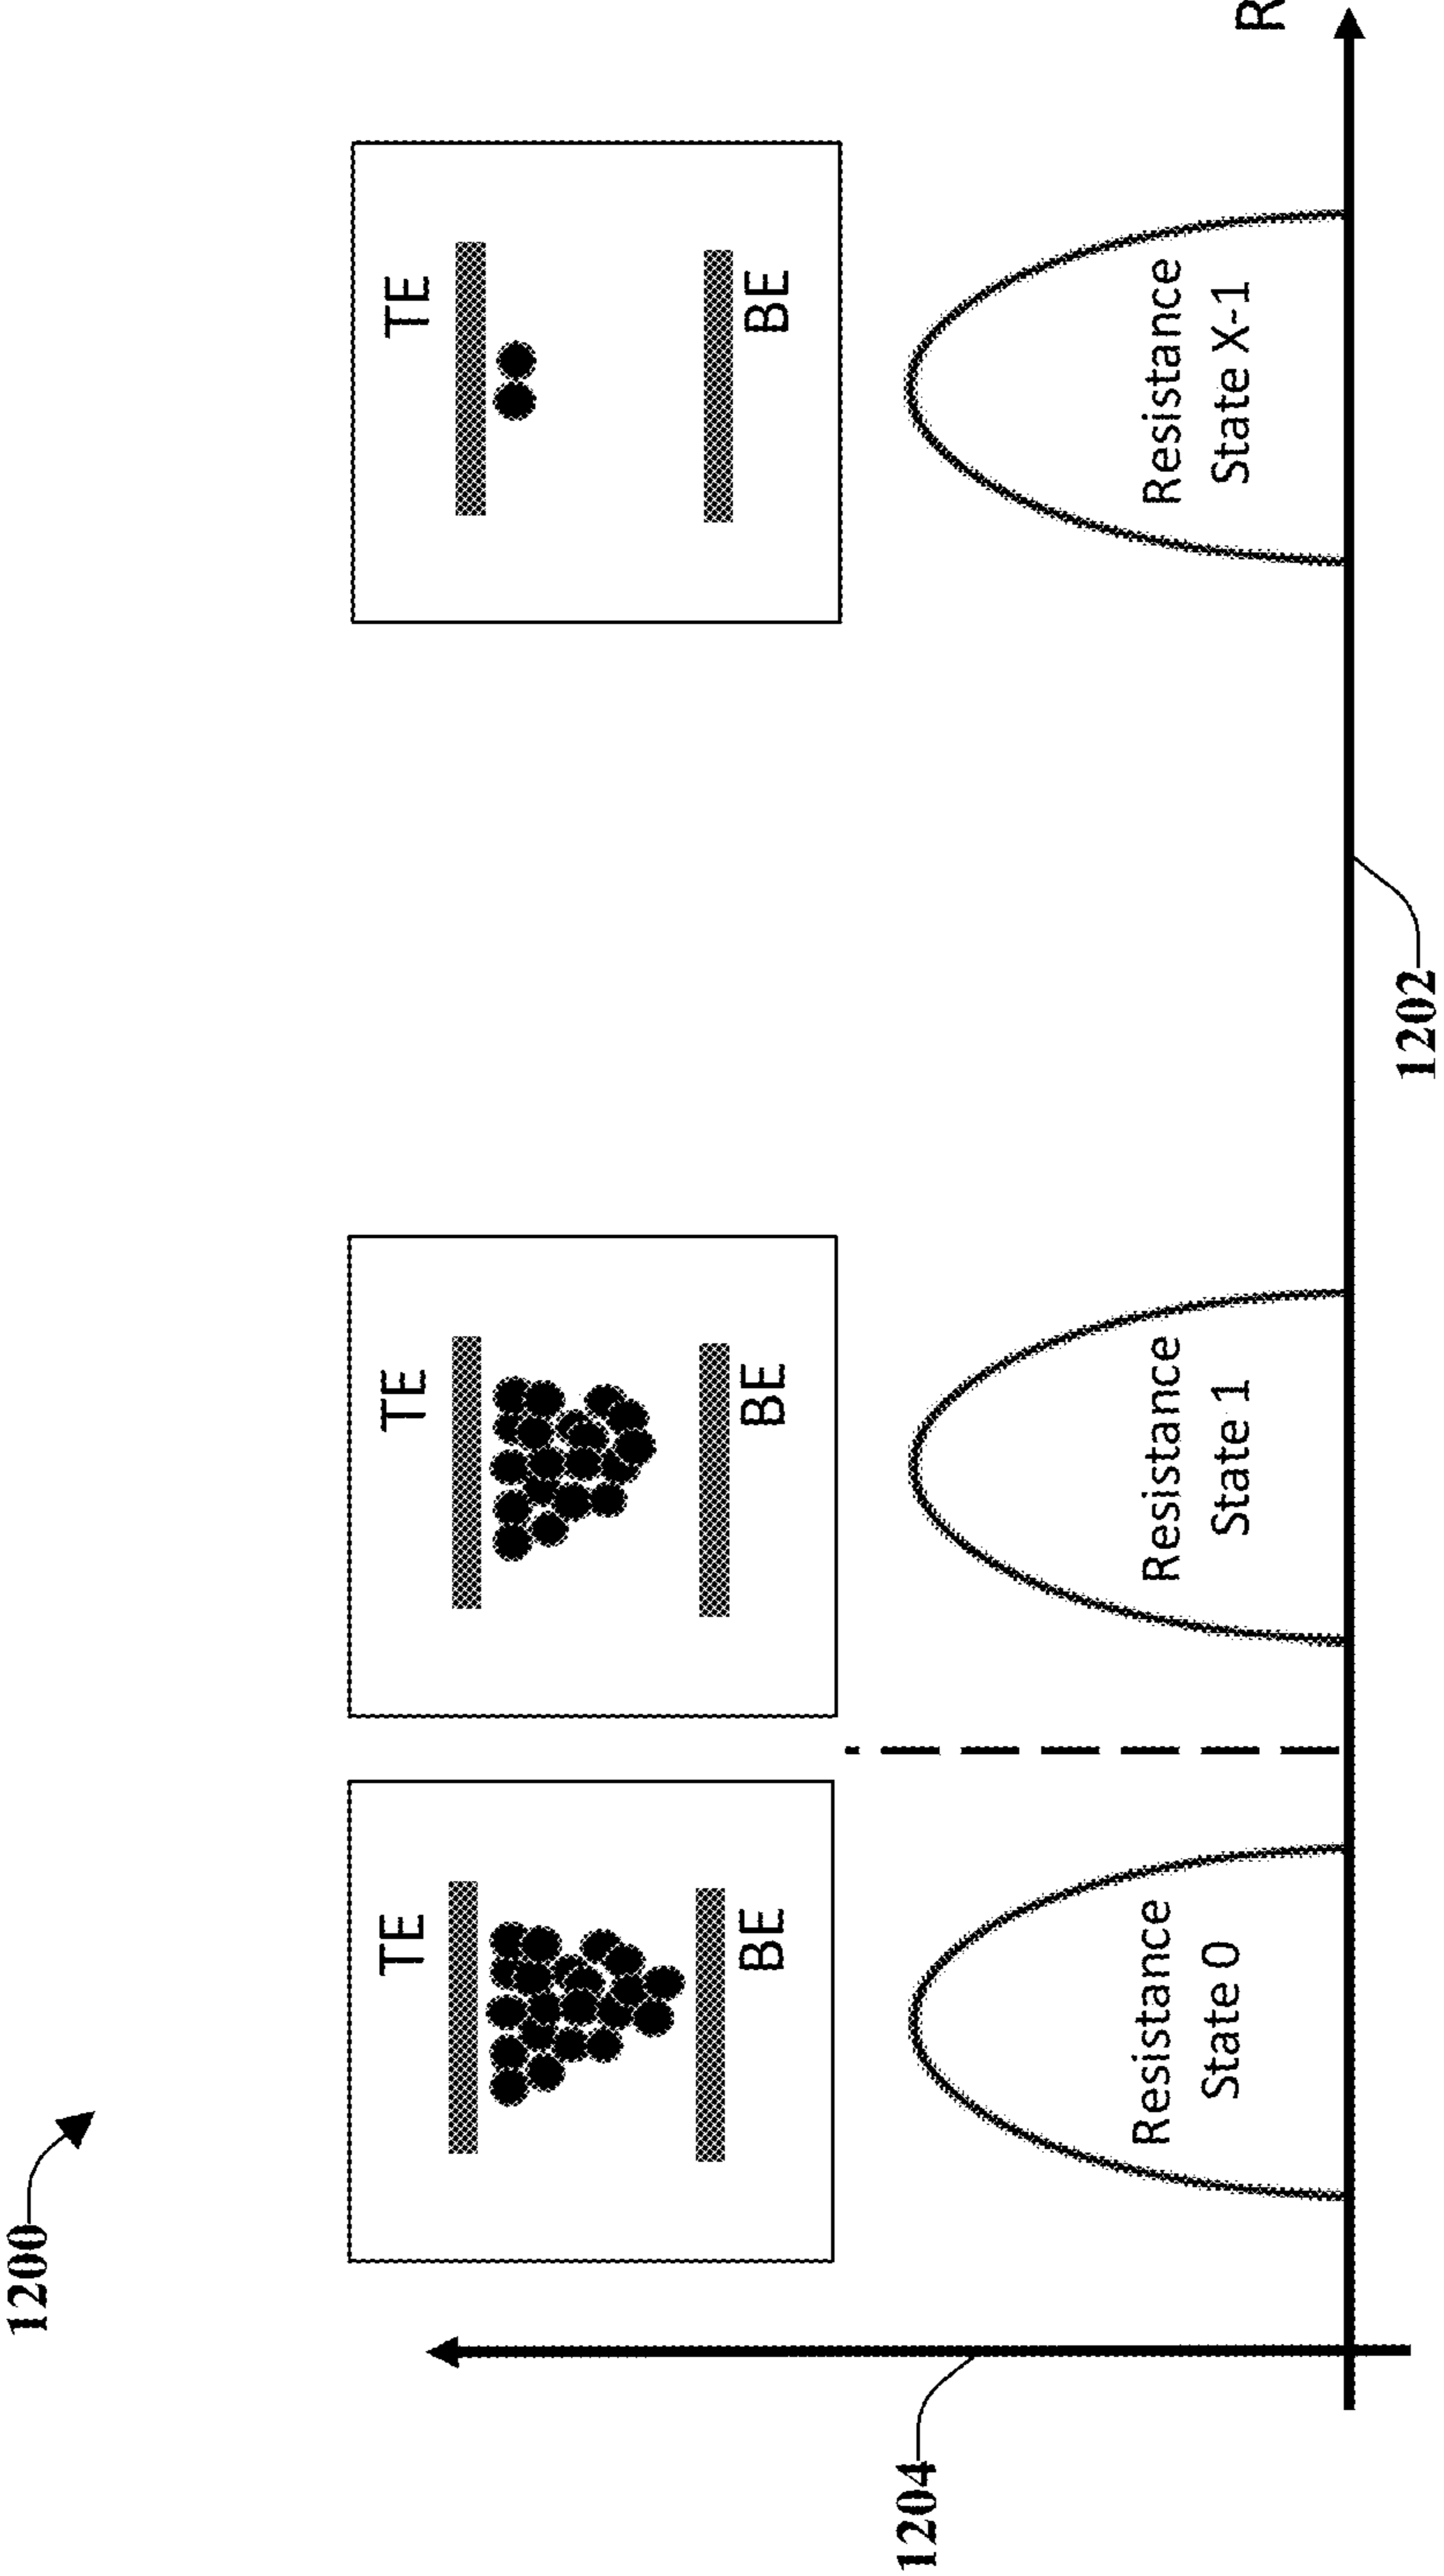 1200
TE
TE
TE
BE
BE
BE
1204
Resistance
State 0
Resistance
State 1
Resistance
State X-1
R
1202